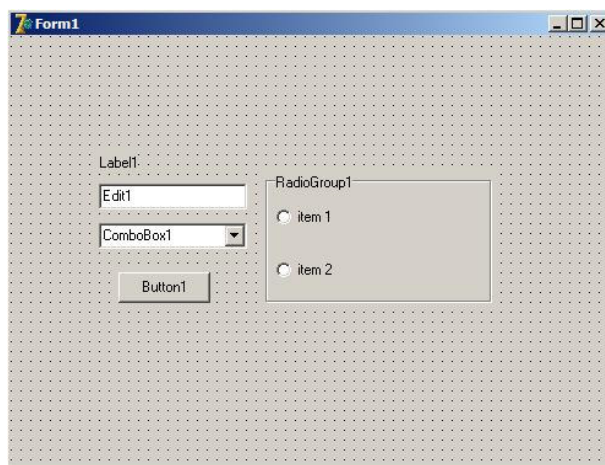 Form1
Label1
Edit1
ComboBox1
Button1
RadioGroup1
item 1
item 2